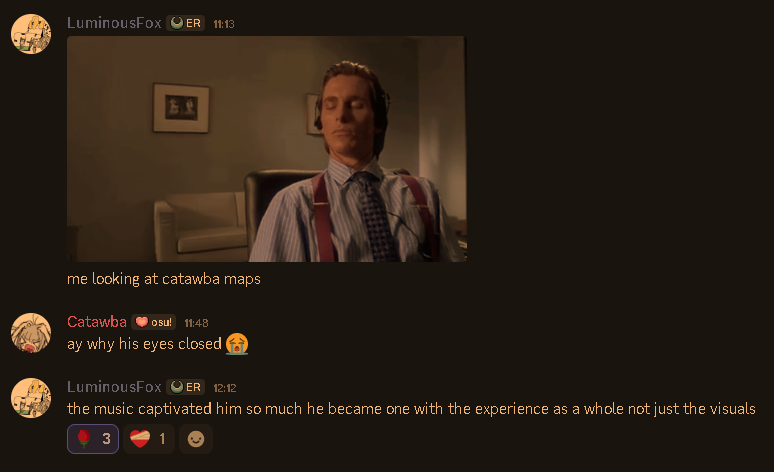 LuminousFox ER 11:13
me looking at catawba maps
Catawba osu! 11:48
ay why his eyes closed 😭
LuminousFox ER 12:12
the music captivated him so much he became one with the experience as a whole not just the visuals
🌹 3 ❤️‍🩹 1